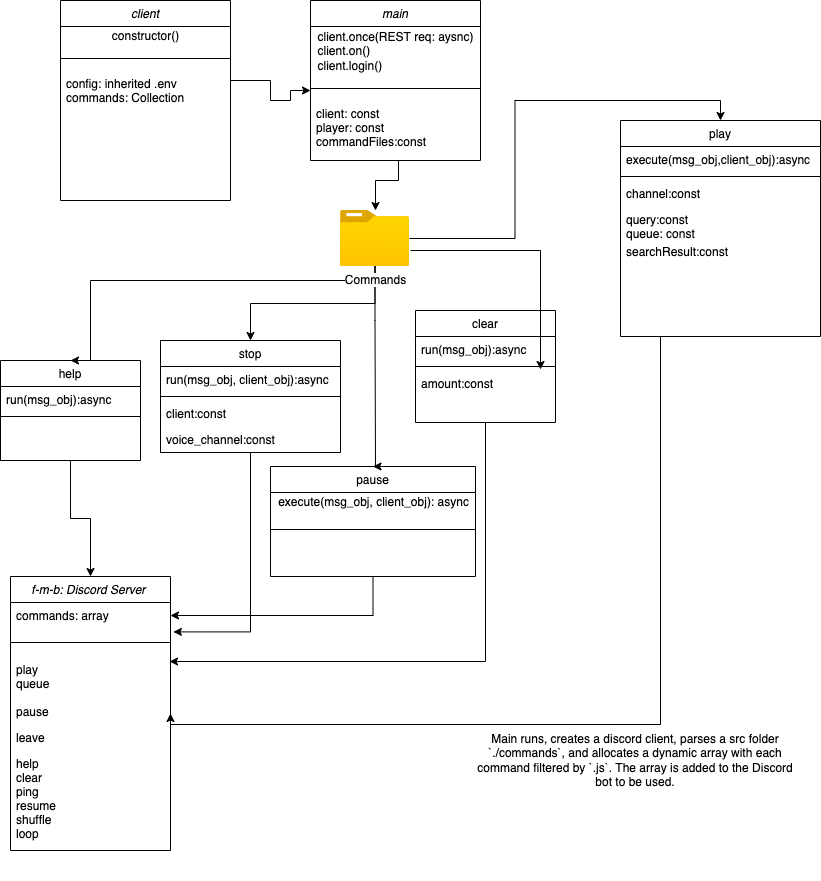 client
constructor()
config: inherited .env
commands: Collection
main
client.once(REST req: aysnc)
client.on()
client.login()
client: const
player: const
commandFiles:const
play
execute(msg_obj,client_obj):async
channel:const
query:const
queue: const
searchResult:const
Commands
help
run(msg_obj):async
stop
run(msg_obj, client_obj):async
client:const
voice_channel:const
clear
run(msg_obj):async
amount:const
pause
execute(msg_obj, client_obj): async
f-m-b: Discord Server
commands: array
play
queue
pause
leave
help
clear
ping
resume
shuffle
loop
Main runs, creates a discord client, parses a src folder
`./commands`, and allocates a dynamic array with each
command filtered by `.js`. The array is added to the Discord
bot to be used.